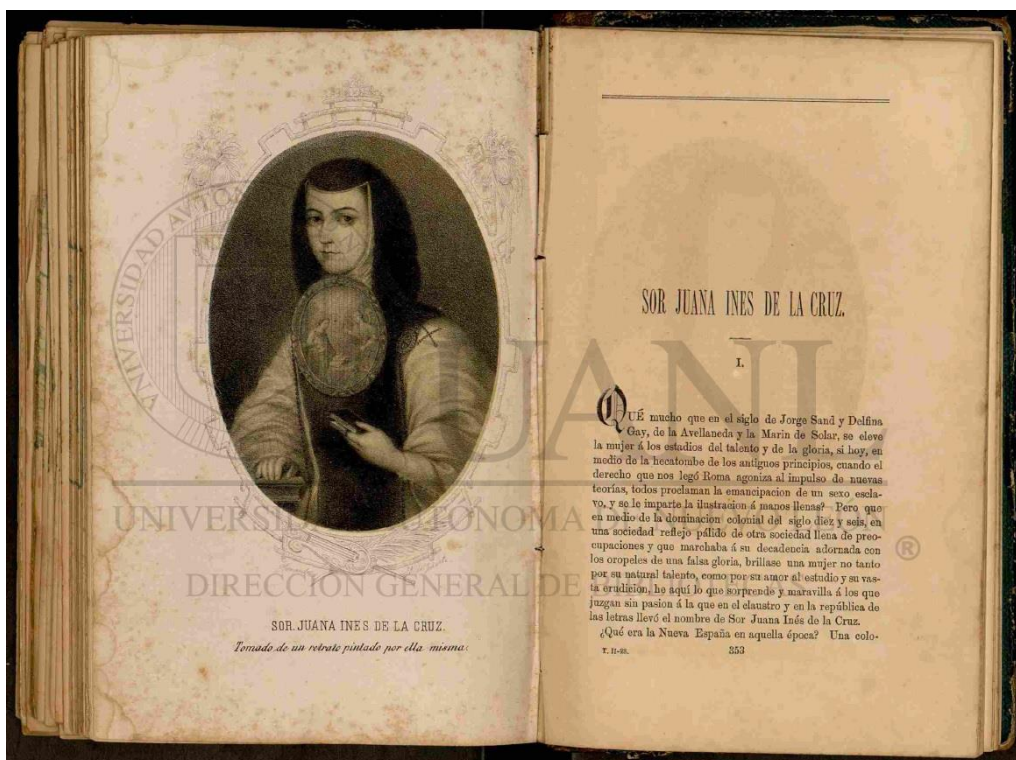 SOR JUANA INES DE LA CRUZ.
Tomado de un retrato pintado por ella misma.
SOR JUANA INES DE LA CRUZ.
I.
QUÉ mucho que en el siglo de Jorge Sand y Delfina
Gay, de la Avellaneda y la Marin de Solar, se eleve
la mujer á los estadios del talento y de la gloria, si hoy, en
medio de la hecatombe de los antiguos principios, cuando el
derecho que nos legó Roma agoniza al impulso de nuevas
teorías, todos proclaman la emancipacion de un sexo escla-
vo, y se le imparte la ilustracion á manos llenas? Pero que
en medio de la dominacion colonial del siglo diez y seis, en
una sociedad reflejo pálido de otra sociedad llena de preo-
cupaciones y que marchaba á su decadencia adornada con
los oropeles de una falsa gloria, brillase una mujer no tanto
por su natural talento, como por su amor al estudio y su vas-
ta erudicion, he aquí lo que sorprende y maravilla á los que
juzgan sin pasion á la que en el claustro y en la república de
las letras llevó el nombre de Sor Juana Inés de la Cruz.
¿Qué era la Nueva España en aquella época? Una colo-
353
UANL
UNIVERSIDAD AUTÓNOMA DE NUEVO LEÓN
®
DIRECCIÓN GENERAL DE BIBLIOTECAS